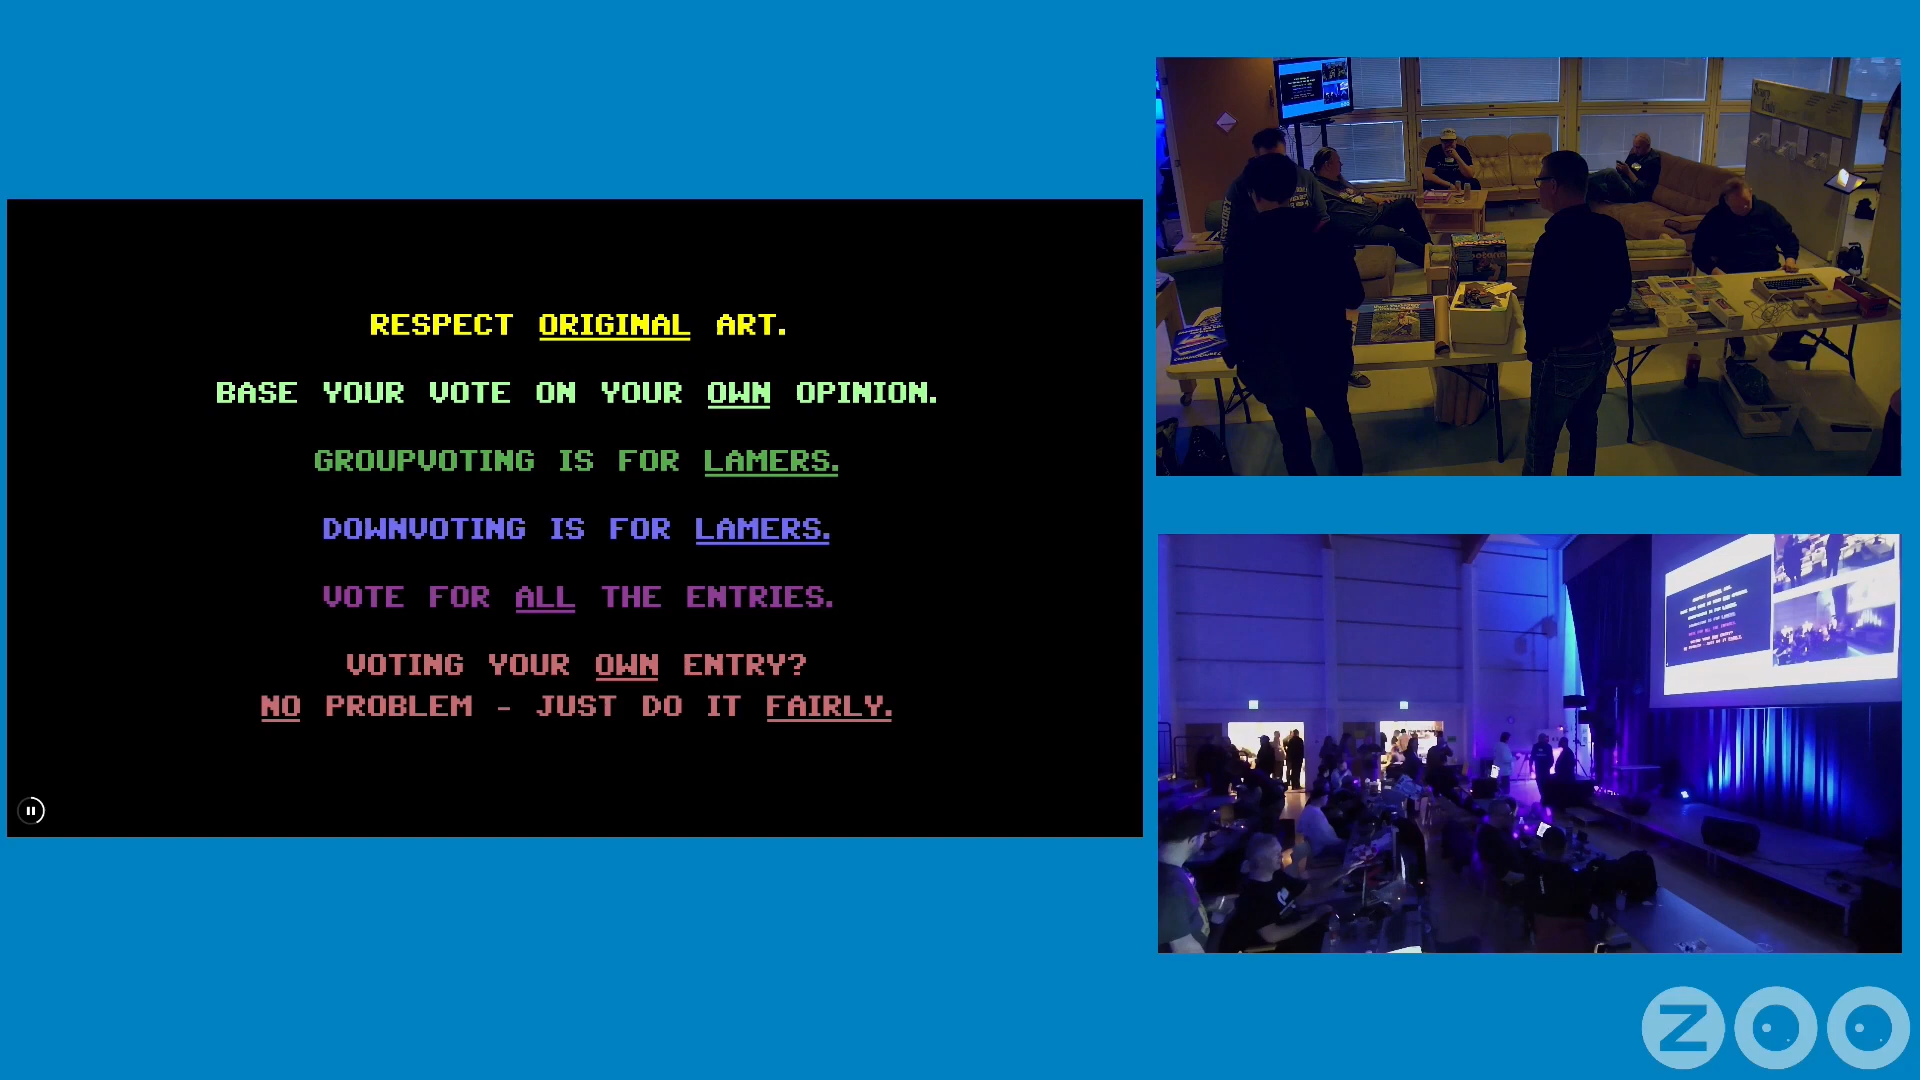 RESPECT ORIGINAL ART.
BASE YOUR VOTE ON YOUR OWN OPINION.
GROUPVOTING IS FOR LAMERS.
DOWNVOTING IS FOR LAMERS.
VOTE FOR ALL THE ENTRIES.
VOTING YOUR OWN ENTRY?
NO PROBLEM - JUST DO IT FAIRLY.
ZOO